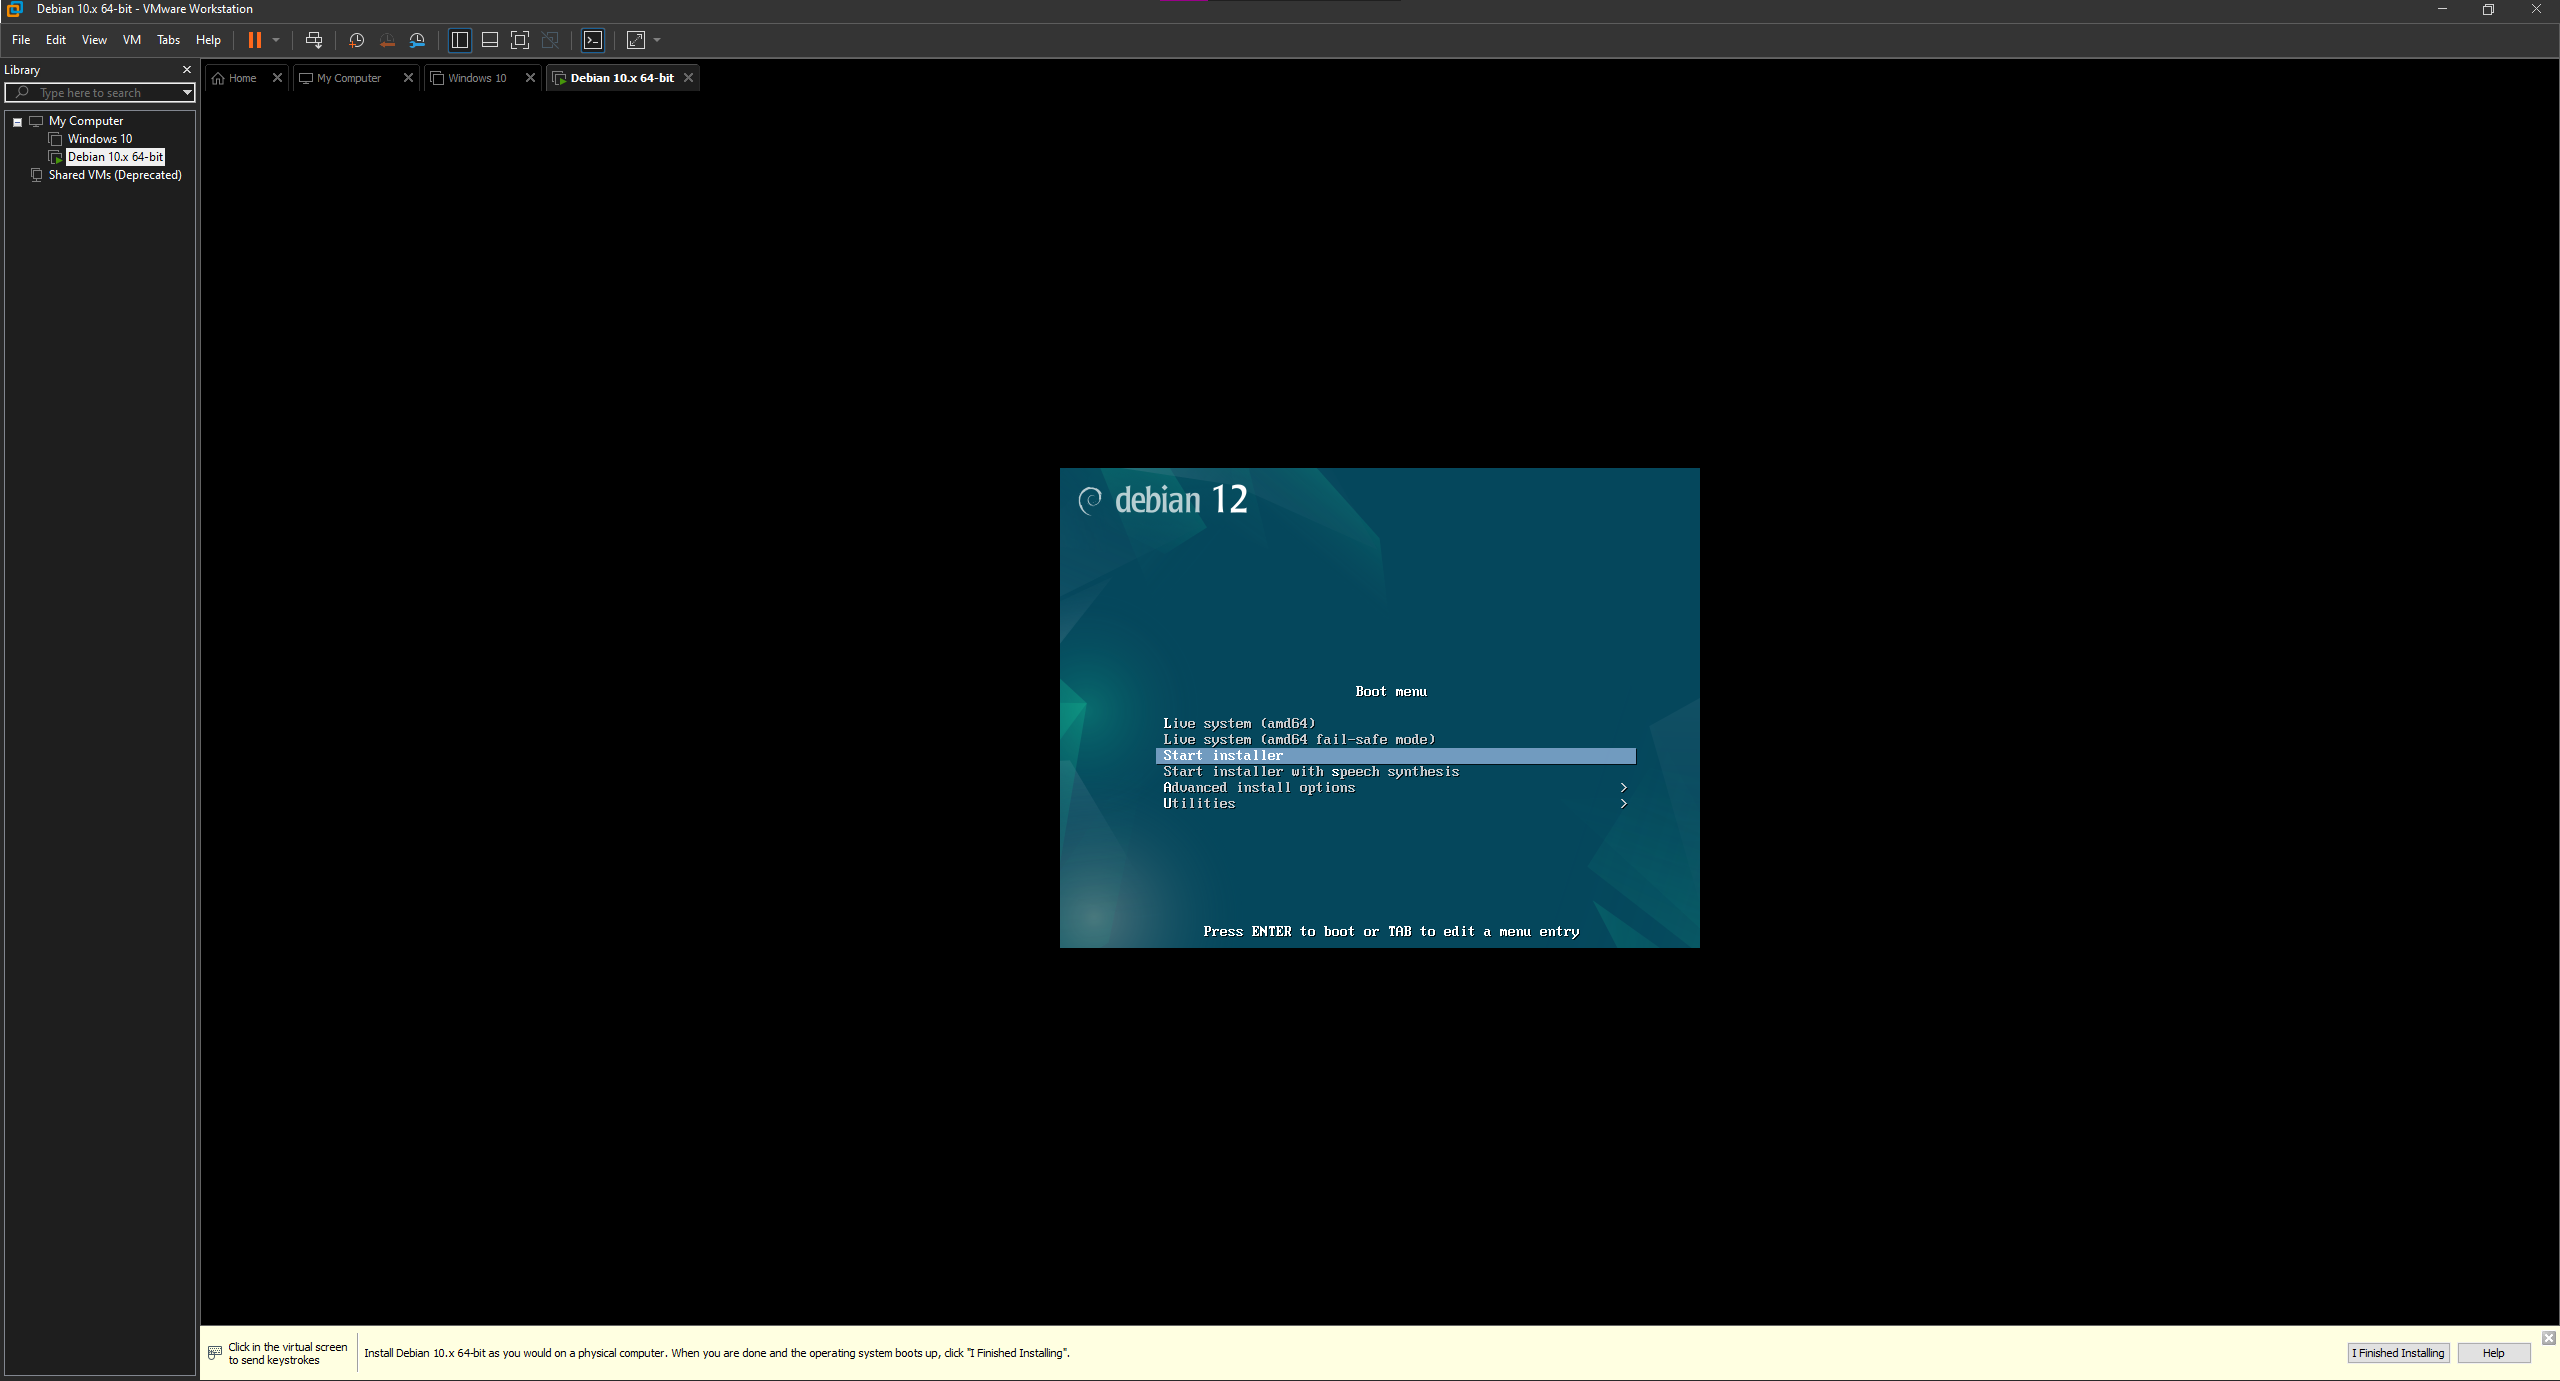 Debian 10.x 64-bit - VMware Workstation
File Edit View VM Tabs Help
Library
Type here to search
My Computer
Windows 10
Debian 10.x 64-bit
Shared VMs (Deprecated)
Home My Computer Windows 10 Debian 10.x 64-bit
debian 12
Boot menu
Live system (amd64)
Live system (amd64 fail-safe mode)
Start installer
Start installer with speech synthesis
Advanced install options >
Utilities >
Press ENTER to boot or TAB to edit a menu entry
Click in the virtual screen
to send keystrokes
Install Debian 10.x 64-bit as you would on a physical computer. When you are done and the operating system boots up, click "I Finished Installing".
I Finished Installing Help